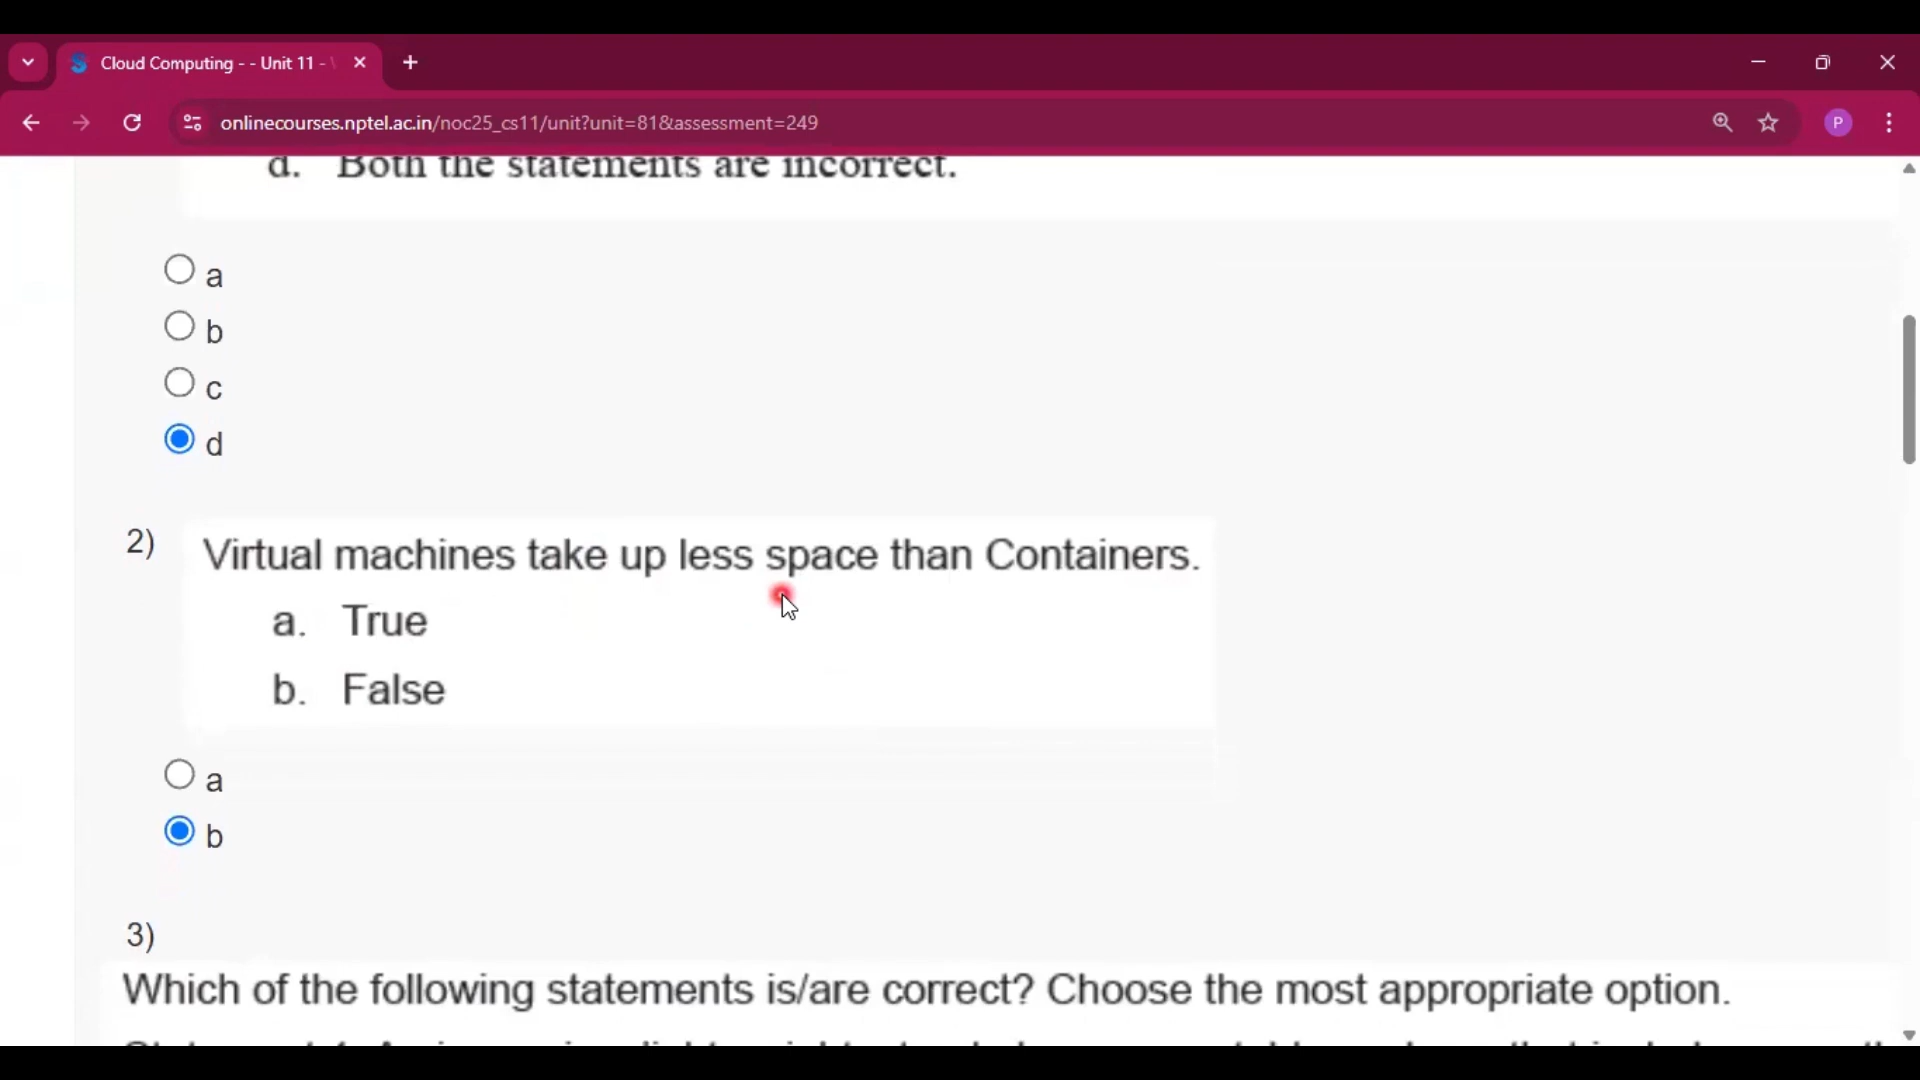 Cloud Computing - - Unit 11 -
onlinecourses.nptel.ac.in/noc25_cs11/unit?unit=81&assessment=249
P
d. Both the statements are incorrect.
a
b
c
d
2) Virtual machines take up less space than Containers.
a. True
b. False
a
b
3)
Which of the following statements is/are correct? Choose the most appropriate option.